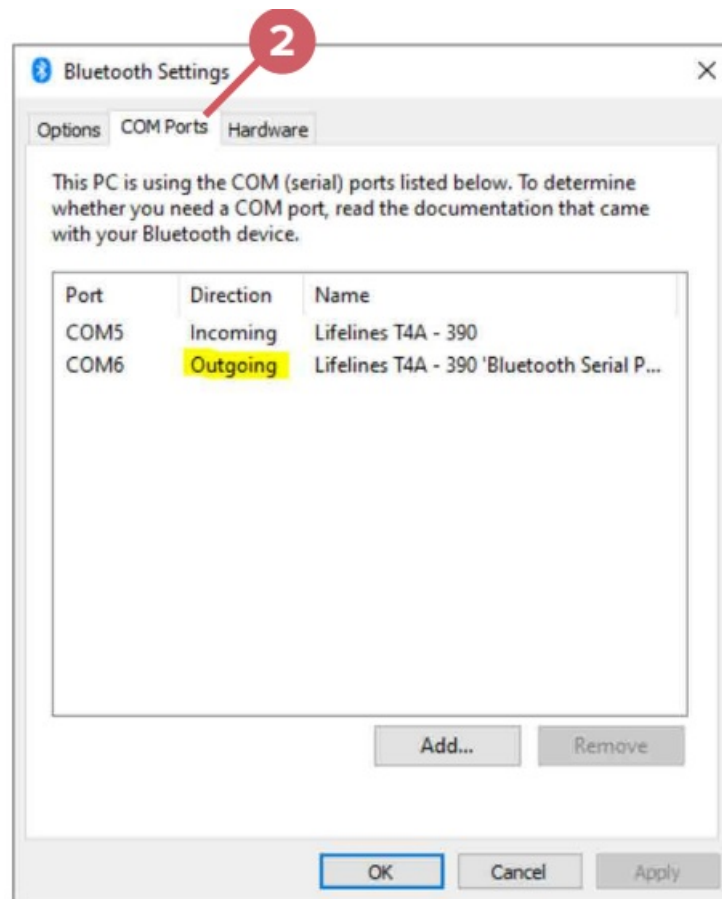 2
Bluetooth Settings
Options COM Ports Hardware
This PC is using the COM (serial) ports listed below. To determine
whether you need a COM port, read the documentation that came
with your Bluetooth device.
Port Direction Name
COM5 Incoming Lifelines T4A - 390
COM6 Outgoing Lifelines T4A - 390 'Bluetooth Serial P...
Add... Remove
OK Cancel Apply